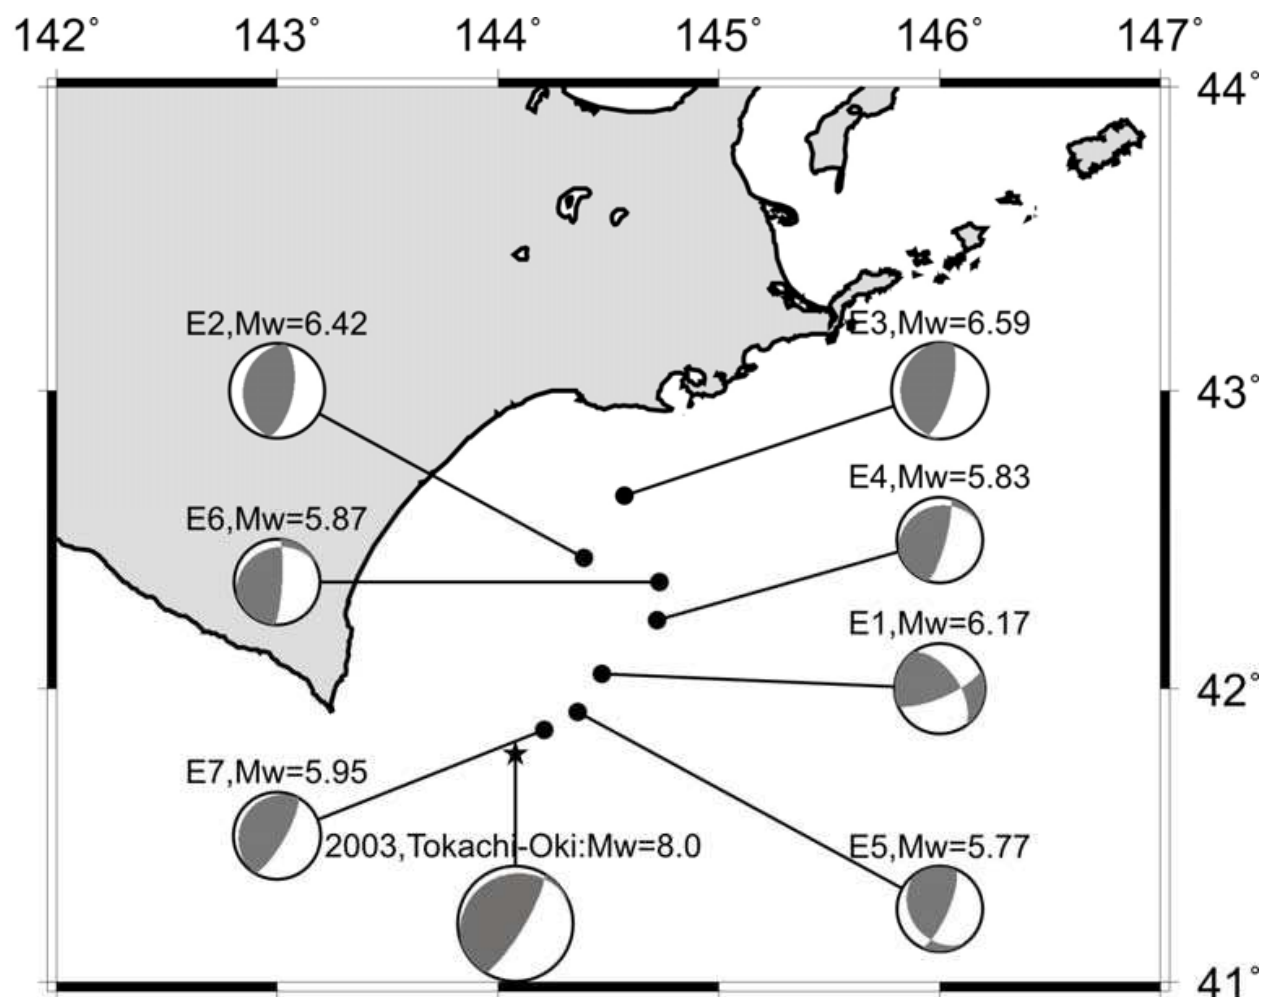 142° 143° 144° 145° 146° 147°
44°
E2,Mw=6.42
E3,Mw=6.59
43°
E4,Mw=5.83
E6,Mw=5.87
E1,Mw=6.17
42°
E7,Mw=5.95
2003,Tokachi-Oki:Mw=8.0
E5,Mw=5.77
41°